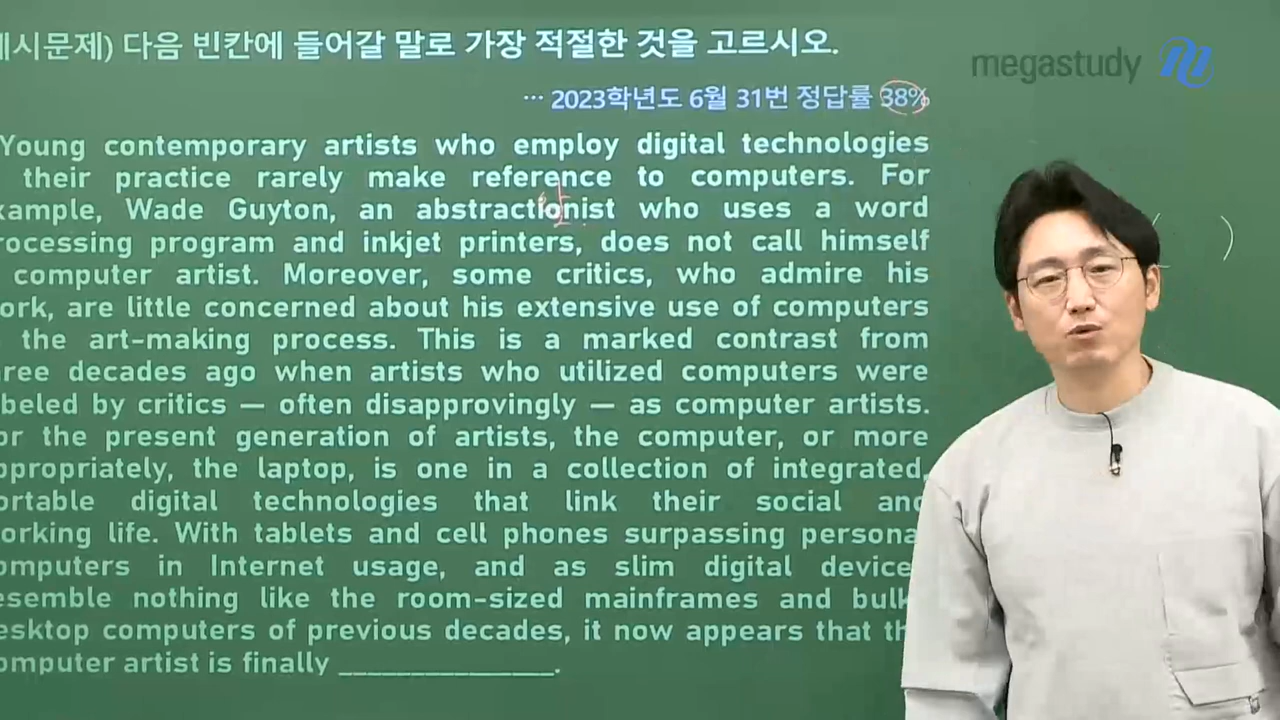 예시문제) 다음 빈칸에 들어갈 말로 가장 적절한 것을 고르시오.
megastudy
… 2023학년도 6월 31번 정답률 38%
Young contemporary artists who employ digital technologies
their practice rarely make reference to computers. For
xample, Wade Guyton, an abstractionist who uses a word
rocessing program and inkjet printers, does not call himself
computer artist. Moreover, some critics, who admire his
ork, are little concerned about his extensive use of computers
the art-making process. This is a marked contrast from
ree decades ago when artists who utilized computers were
beled by critics — often disapprovingly — as computer artists.
or the present generation of artists, the computer, or more
ppropriately, the laptop, is one in a collection of integrated,
ortable digital technologies that link their social and
orking life. With tablets and cell phones surpassing persona
omputers in Internet usage, and as slim digital device
esemble nothing like the room-sized mainframes and bulk
esktop computers of previous decades, it now appears that th
omputer artist is finally _______________.